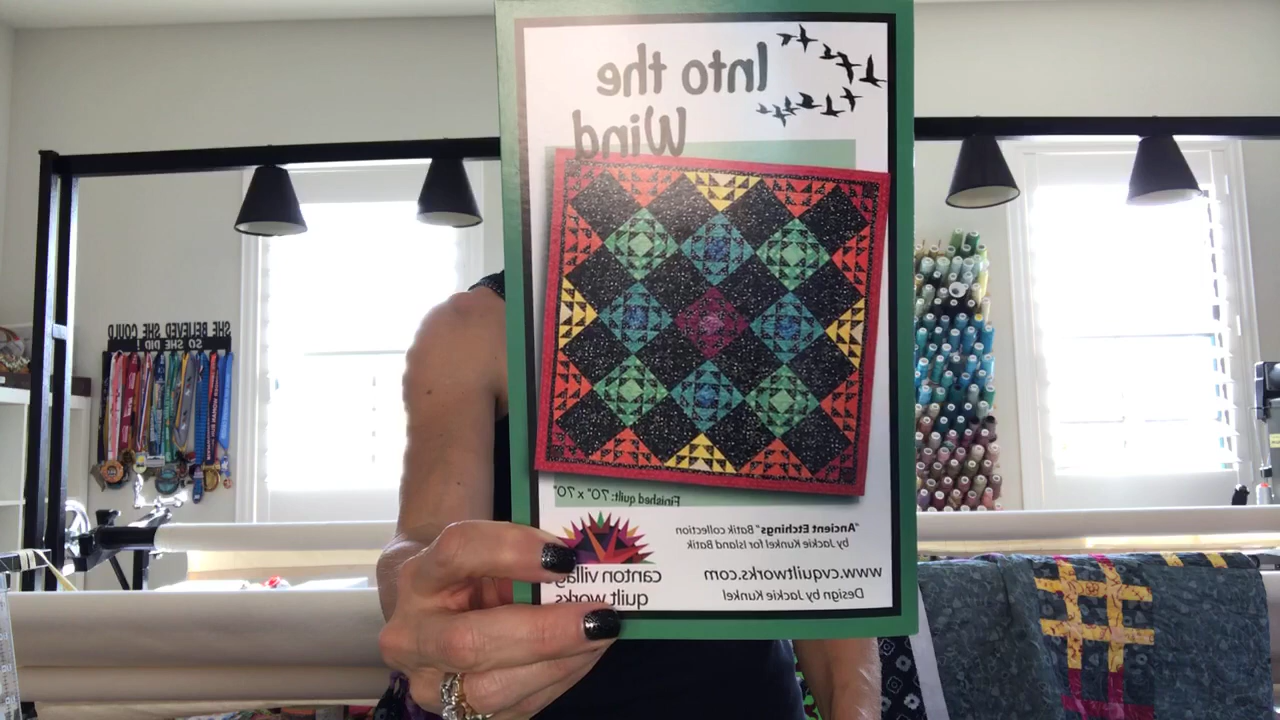 Into the
Wind
Finished quilt: 70" x 70"
"Ancient Etchings" Batik collection
by Jackie Kunkel for Island Batik
www.cvquiltworks.com
Design by Jackie Kunkel
canton village
quilt works
SHE BELIEVED SHE COULD
SO SHE DID!